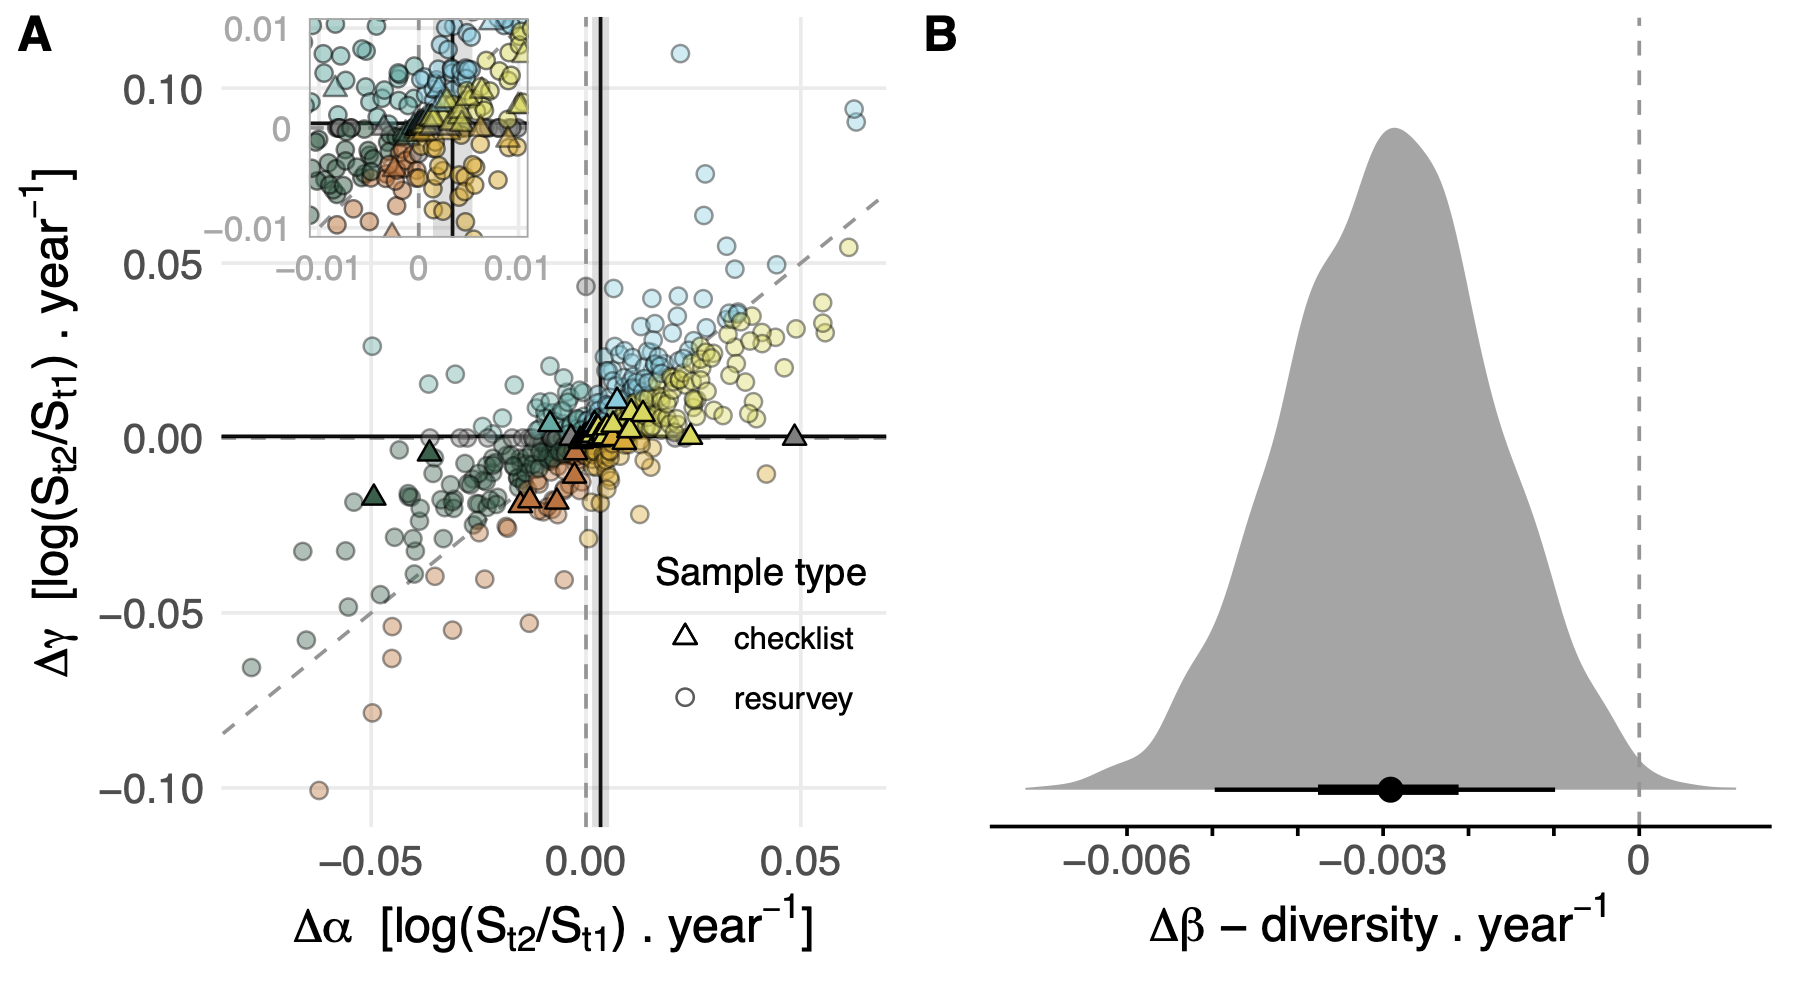 A
0.01
0
−0.01
−0.01 0 0.01
0.10
0.05
0.00
−0.05
−0.10
Δγ [log(St2/St1) . year−1]
Sample type
checklist
resurvey
−0.05 0.00 0.05
Δα [log(St2/St1) . year−1]
B
−0.006 −0.003 0
Δβ − diversity . year−1